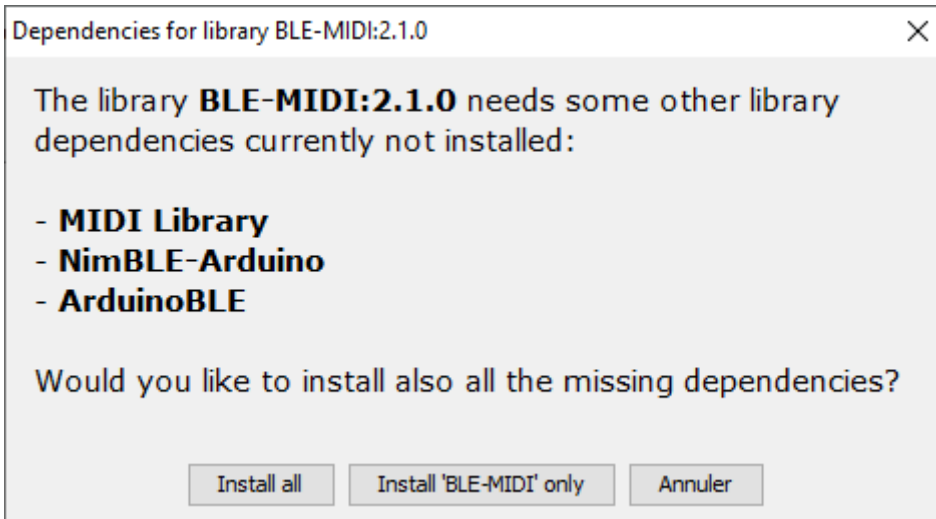 Dependencies for library BLE-MIDI:2.1.0
The library BLE-MIDI:2.1.0 needs some other library
dependencies currently not installed:
- MIDI Library
- NimBLE-Arduino
- ArduinoBLE
Would you like to install also all the missing dependencies?
Install all Install 'BLE-MIDI' only Annuler